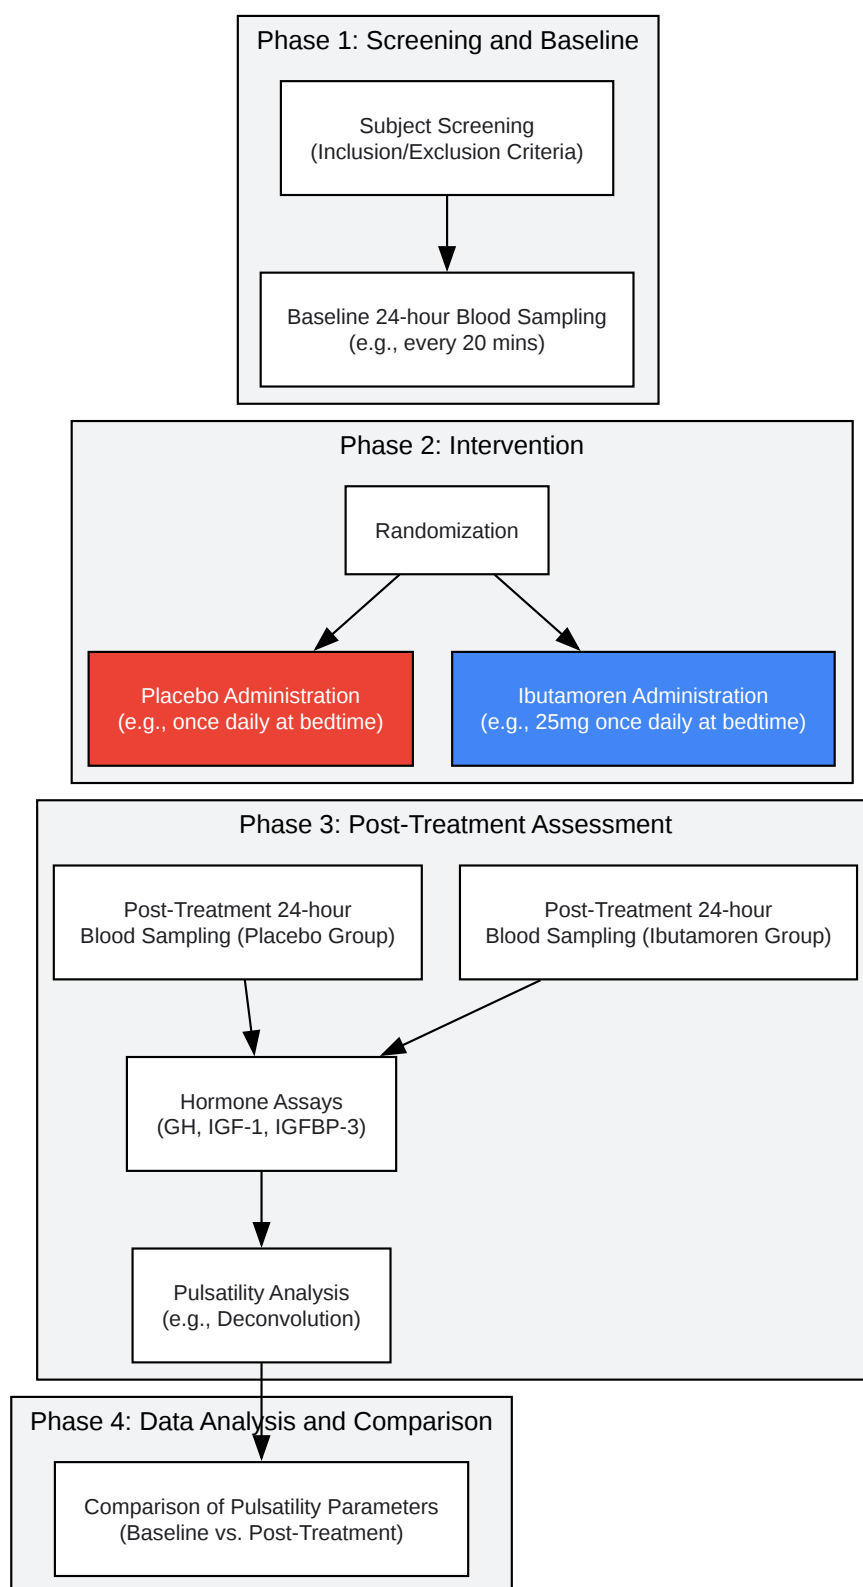 Phase 1: Screening and Baseline
Subject Screening
(Inclusion/Exclusion Criteria)
Baseline 24-hour Blood Sampling
(e.g., every 20 mins)
Phase 2: Intervention
Randomization
Placebo Administration
(e.g., once daily at bedtime)
Ibutamoren Administration
(e.g., 25mg once daily at bedtime)
Phase 3: Post-Treatment Assessment
Post-Treatment 24-hour
Blood Sampling (Placebo Group)
Post-Treatment 24-hour
Blood Sampling (Ibutamoren Group)
Hormone Assays
(GH, IGF-1, IGFBP-3)
Pulsatility Analysis
(e.g., Deconvolution)
Phase 4: Data Analysis and Comparison
Comparison of Pulsatility Parameters
(Baseline vs. Post-Treatment)